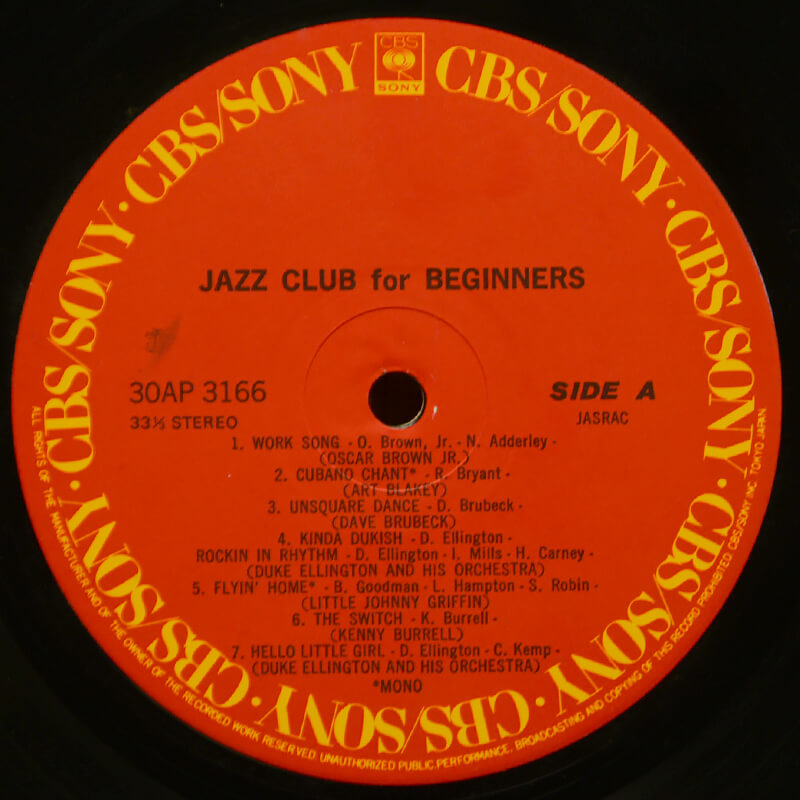 CBS
SONY
CBS/SONY · CBS/SONY · CBS/SONY · CBS/SONY · CBS/SONY · CBS/SONY · CBS/SONY · CBS/SONY
JAZZ CLUB for BEGINNERS
30AP 3166
33⅓ STEREO
SIDE A
JASRAC
1. WORK SONG - O. Brown, Jr. - N. Adderley -
(OSCAR BROWN JR.)
2. CUBANO CHANT* - R. Bryant -
(ART BLAKEY)
3. UNSQUARE DANCE - D. Brubeck -
(DAVE BRUBECK)
4. KINDA DUKISH - D. Ellington -
ROCKIN IN RHYTHM - D. Ellington - I. Mills - H. Carney -
(DUKE ELLINGTON AND HIS ORCHESTRA)
5. FLYIN' HOME* - B. Goodman - L. Hampton - S. Robin -
(LITTLE JOHNNY GRIFFIN)
6. THE SWITCH - K. Burrell -
(KENNY BURRELL)
7. HELLO LITTLE GIRL - D. Ellington - C. Kemp -
(DUKE ELLINGTON AND HIS ORCHESTRA)
*MONO
ALL RIGHTS OF THE MANUFACTURER AND OF THE OWNER OF THE RECORDED WORK RESERVED. UNAUTHORIZED PUBLIC PERFORMANCE, BROADCASTING AND COPYING OF THIS RECORD PROHIBITED CBS/SONY INC. TOKYO JAPAN